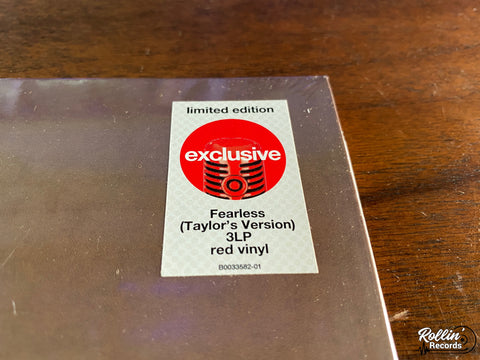 limited edition
exclusive
Fearless
(Taylor's Version)
3LP
red vinyl
B0033582-01
Rollin'
Records